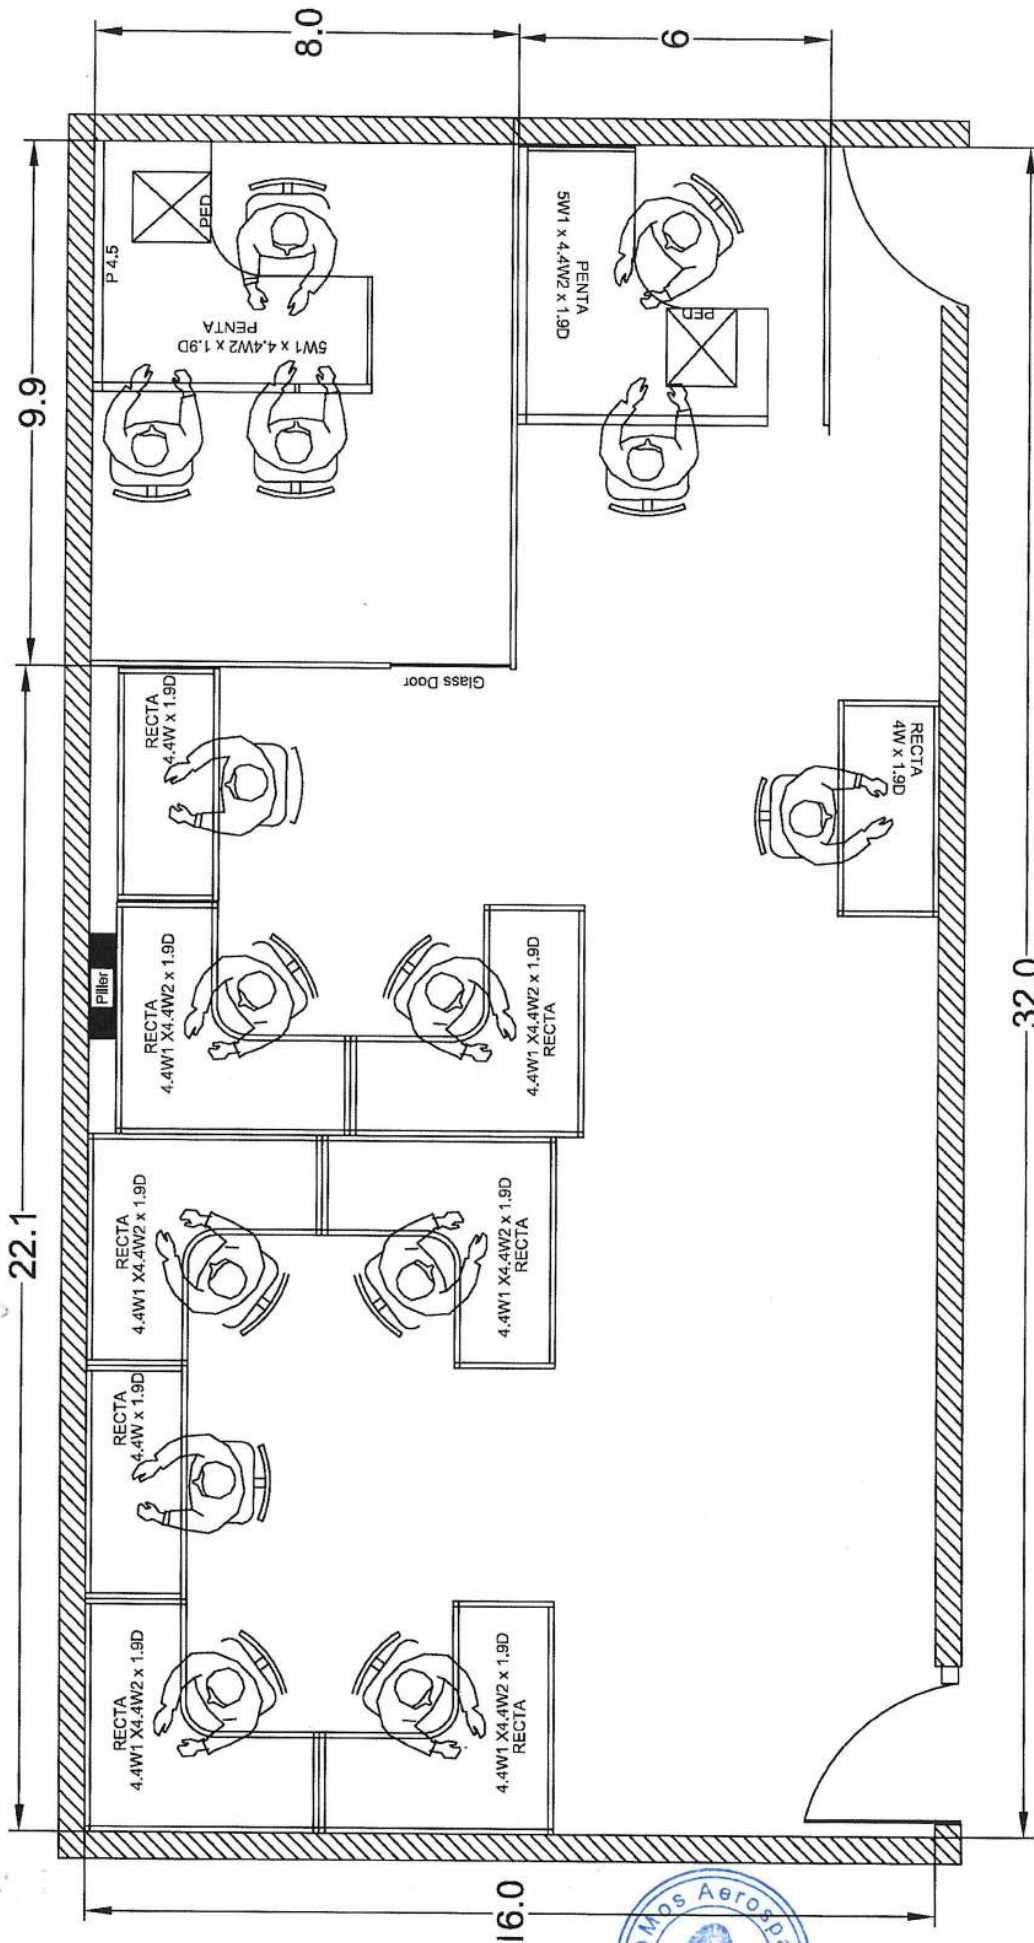 22.1
9.9
8.0
6
16.0
32.0
RECTA
4.4W1 X4.4W2 x 1.9D
RECTA
4.4W x 1.9D
RECTA
4.4W1 X4.4W2 x 1.9D
Piller
RECTA
4.4W1 X4.4W2 x 1.9D
RECTA
4.4W x 1.9D
P 4.5
PED
5W1 x 4.4W2 x 1.9D
PENTA
Glass Door
4.4W1 X4.4W2 x 1.9D
RECTA
4.4W1 X4.4W2 x 1.9D
RECTA
4.4W1 X4.4W2 x 1.9D
RECTA
PENTA
5W1 x 4.4W2 x 1.9D
PED
RECTA
4W x 1.9D
Mos Aerosp